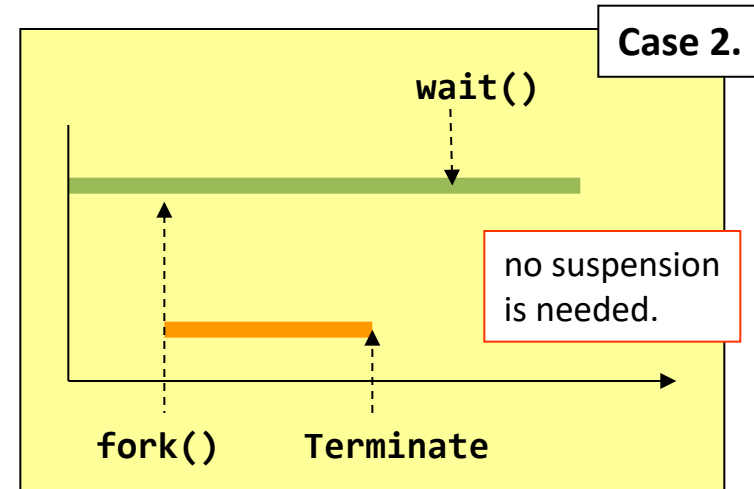 Case 2.
wait()
no suspension
is needed.
fork()
Terminate